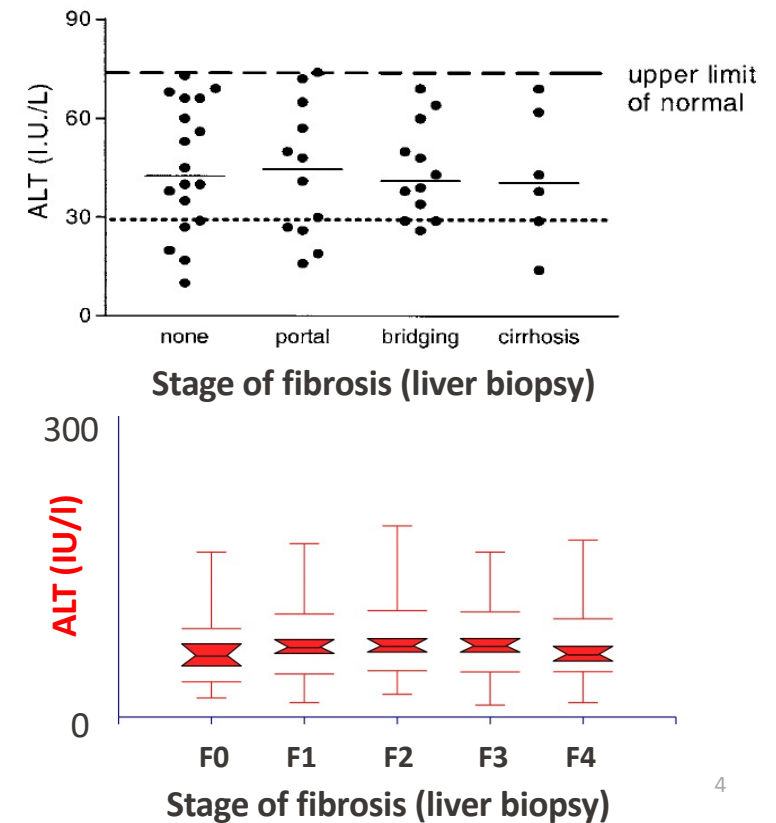 90
60
30
0
ALT (I.U./L)
upper limit
of normal
none portal bridging cirrhosis
Stage of fibrosis (liver biopsy)
300
ALT (IU/l)
0
F0 F1 F2 F3 F4
Stage of fibrosis (liver biopsy)
4